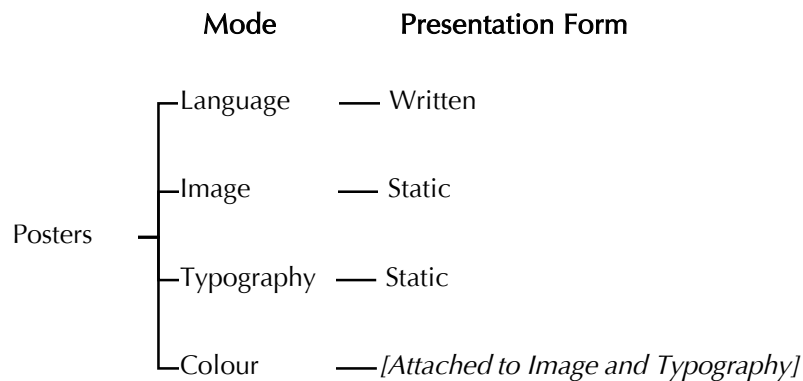 Mode Presentation Form
Language Written
Image Static
Posters
Typography Static
Colour [Attached to Image and Typography]